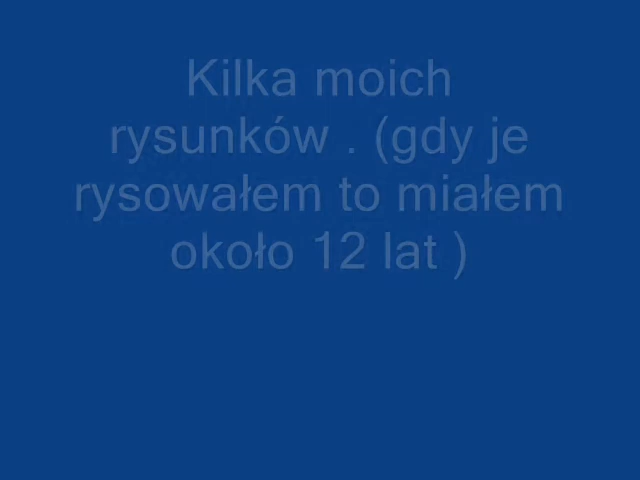 Kilka moich
rysunków . (gdy je
rysowałem to miałem
około 12 lat )